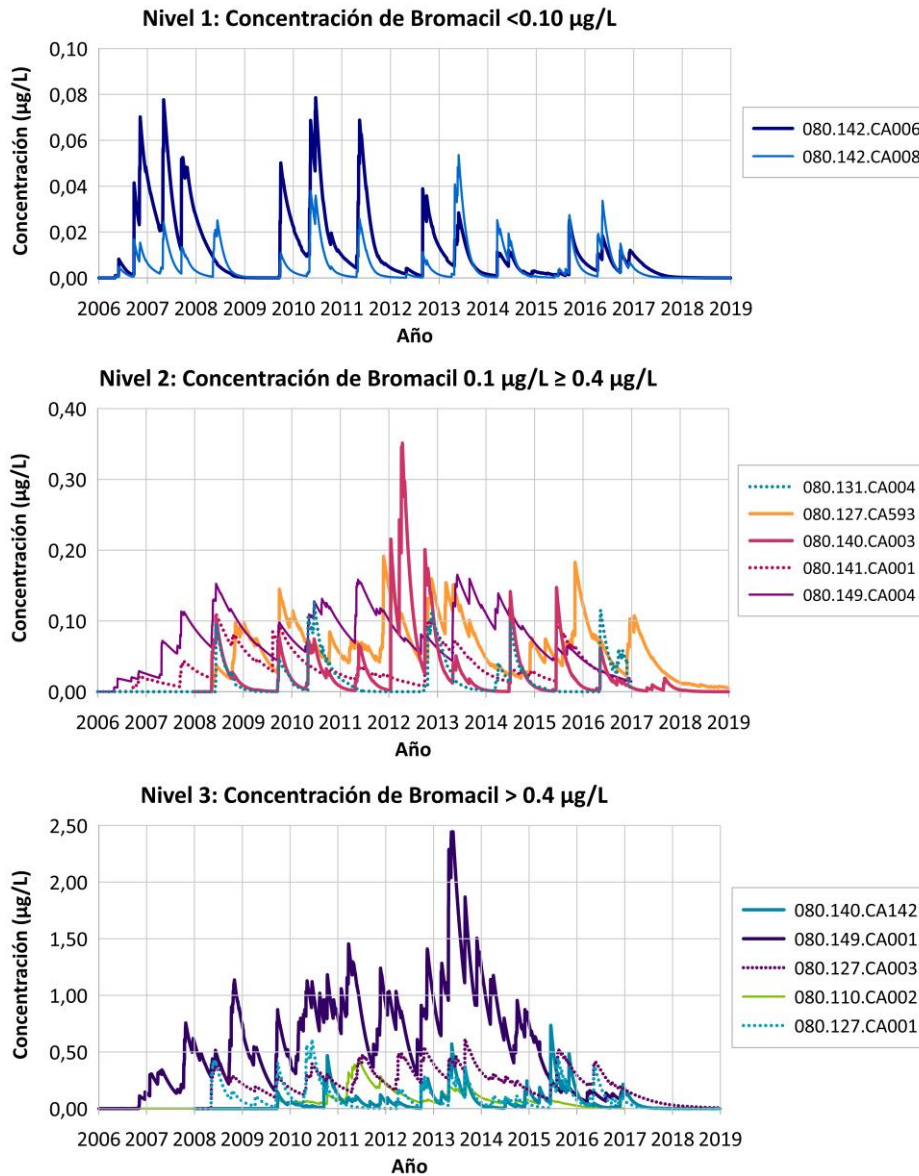 Nivel 1: Concentración de Bromacil <0.10 µg/L
Concentración (µg/L)
0,10
0,08
0,06
0,04
0,02
0,00
2006 2007 2008 2009 2010 2011 2012 2013 2014 2015 2016 2017 2018 2019
Año
080.142.CA006
080.142.CA008
Nivel 2: Concentración de Bromacil 0.1 µg/L ≥ 0.4 µg/L
Concentración (µg/L)
0,40
0,30
0,20
0,10
0,00
2006 2007 2008 2009 2010 2011 2012 2013 2014 2015 2016 2017 2018 2019
Año
080.131.CA004
080.127.CA593
080.140.CA003
080.141.CA001
080.149.CA004
Nivel 3: Concentración de Bromacil > 0.4 µg/L
Concentración (µg/L)
2,50
2,00
1,50
1,00
0,50
0,00
2006 2007 2008 2009 2010 2011 2012 2013 2014 2015 2016 2017 2018 2019
Año
080.140.CA142
080.149.CA001
080.127.CA003
080.110.CA002
080.127.CA001